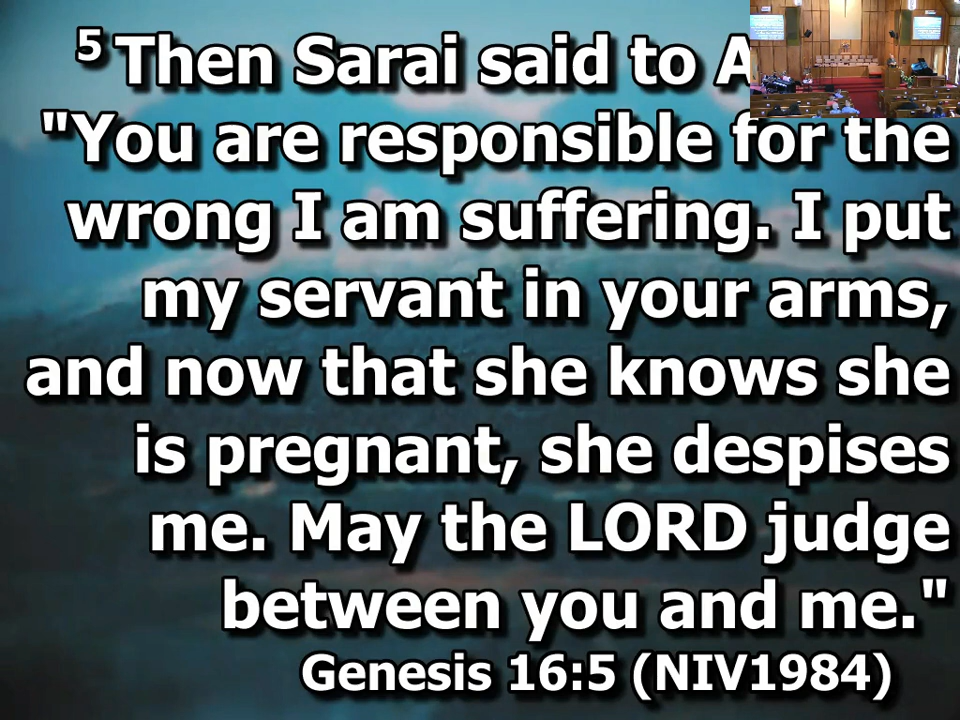 5 Then Sarai said to A
"You are responsible for the
wrong I am suffering. I put
my servant in your arms,
and now that she knows she
is pregnant, she despises
me. May the LORD judge
between you and me."
Genesis 16:5 (NIV1984)